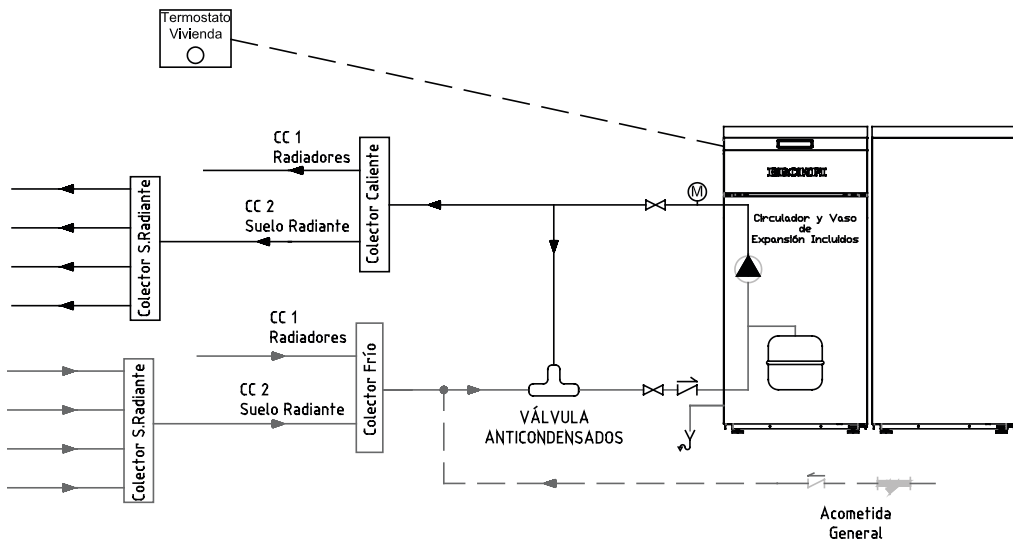 Termostato
Vivienda
CC 1
Radiadores
Colector Caliente
CC 2
Suelo Radiante
Colector S.Radiante
M
Circulador y Vaso
de
Expansión Incluidos
CC 1
Radiadores
Colector Frío
CC 2
Suelo Radiante
Colector S.Radiante
VÁLVULA
ANTICONDENSADOS
Acometida
General